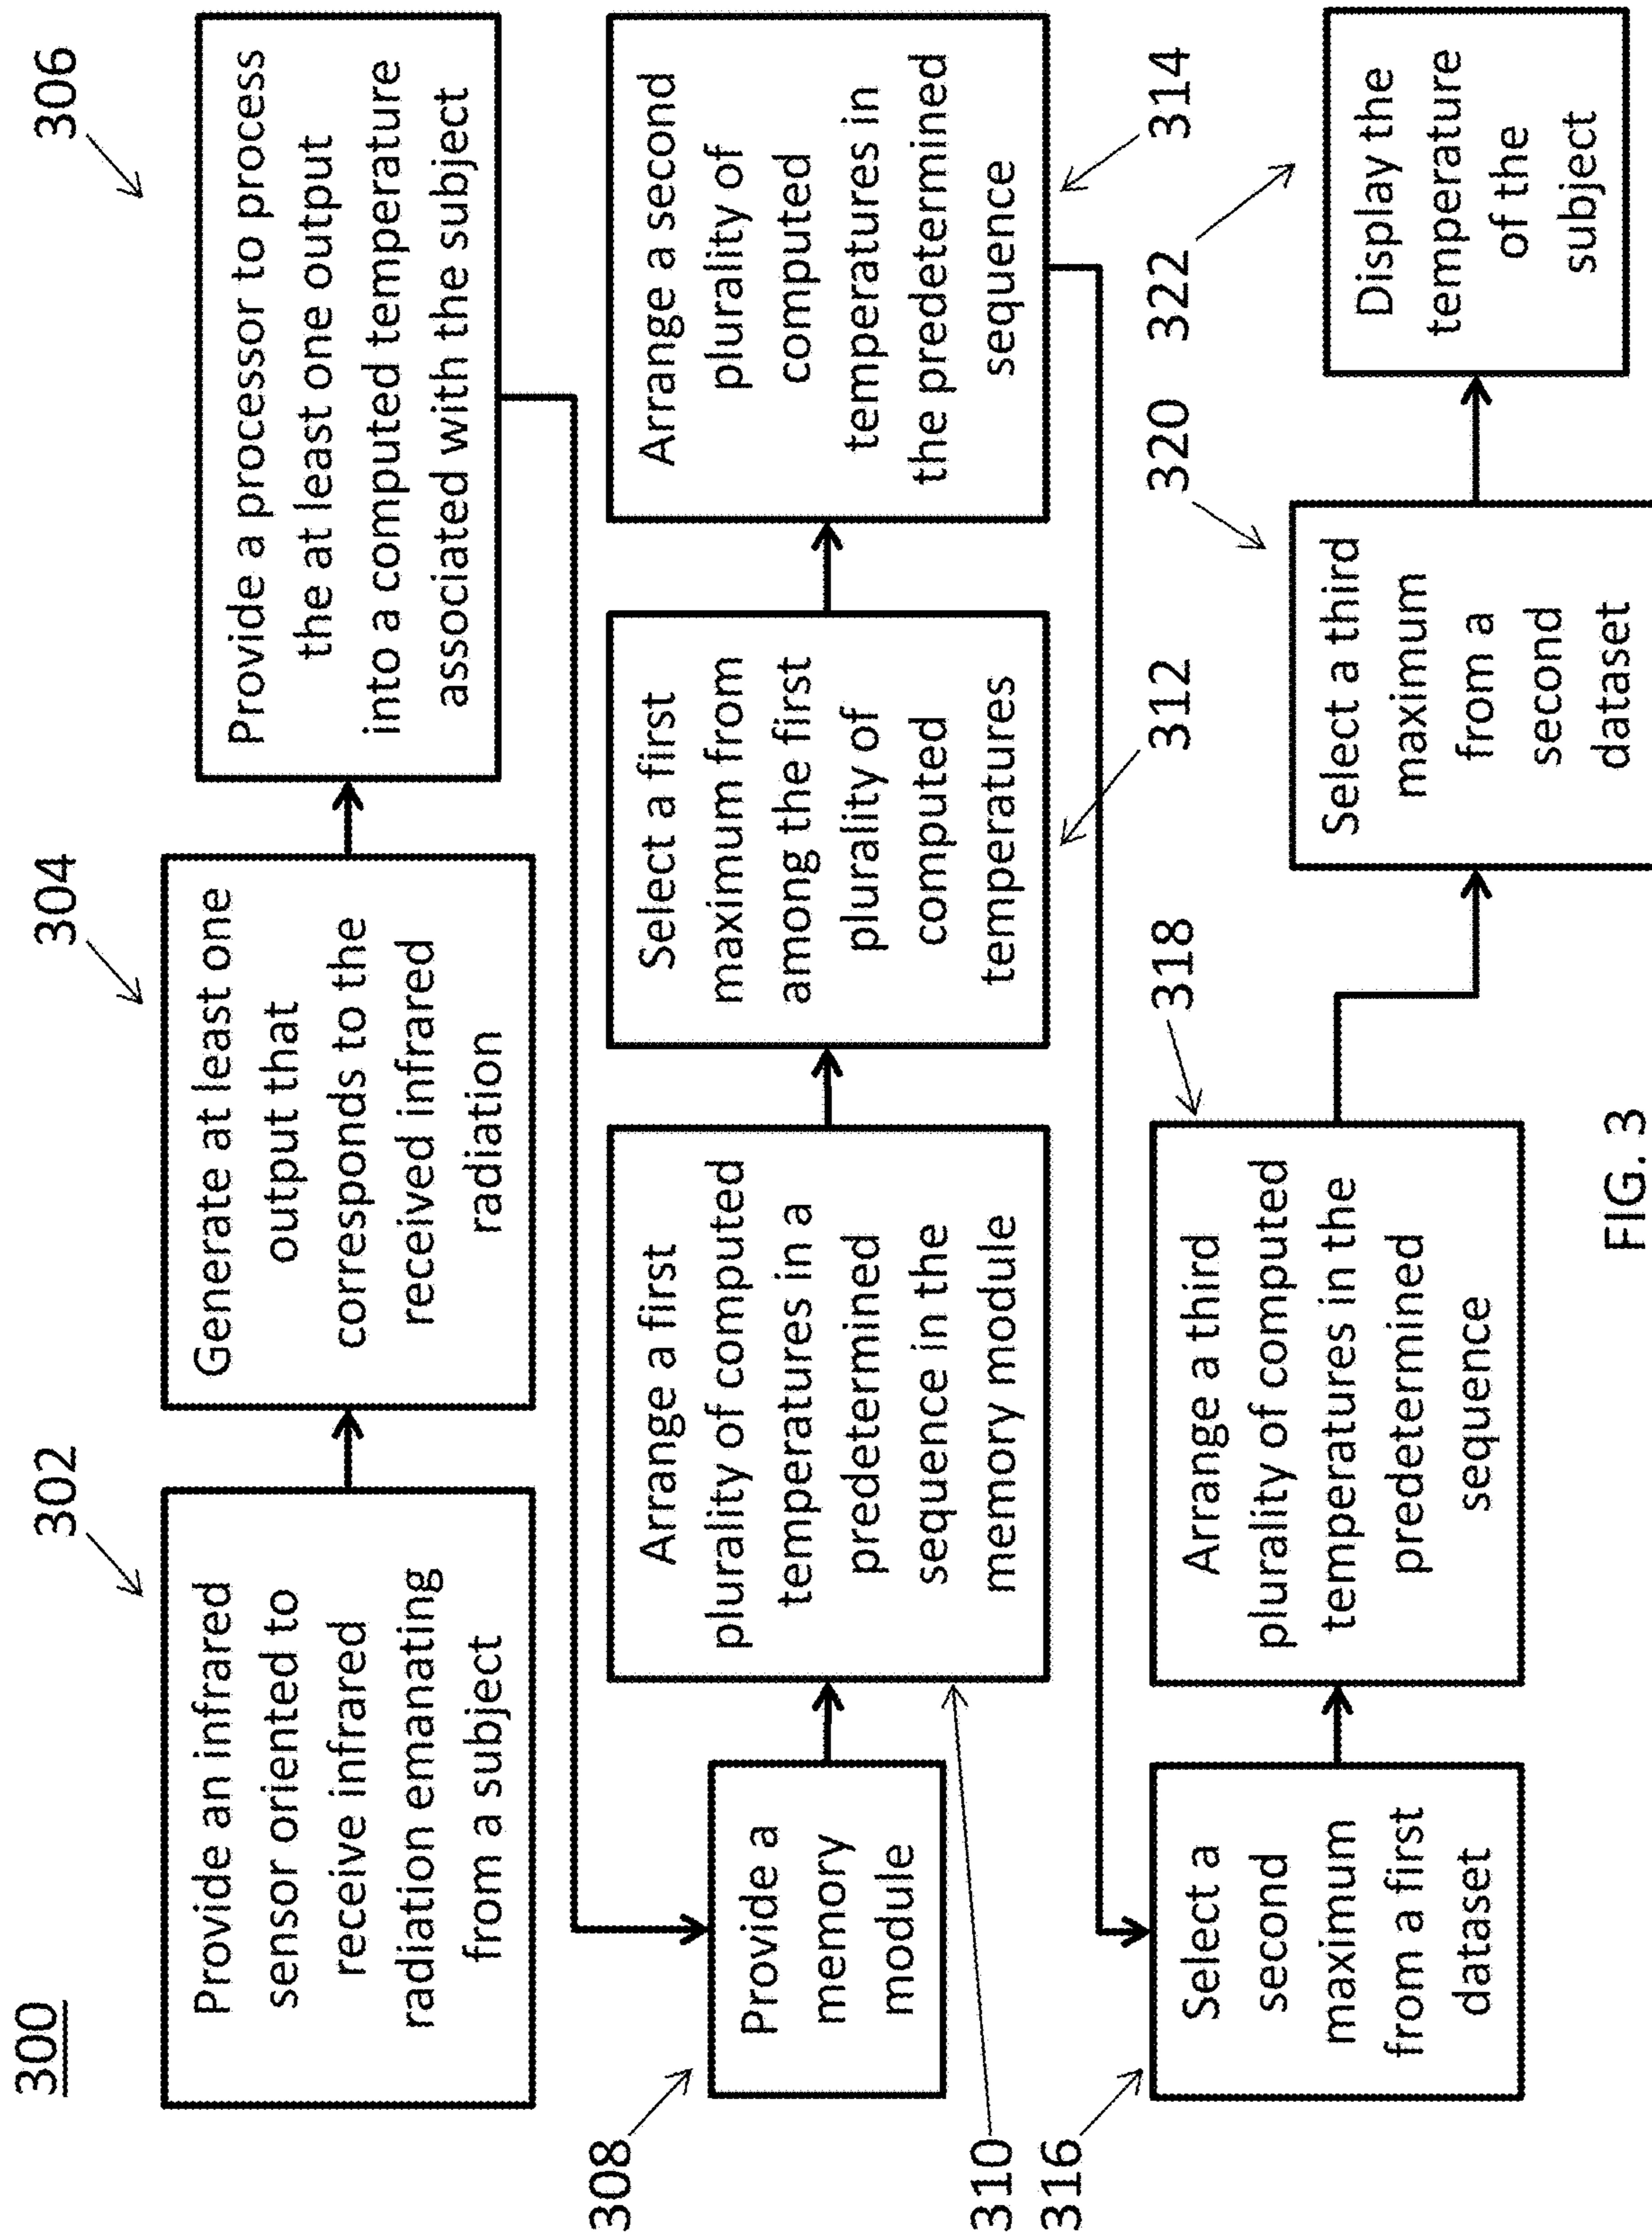 300
302
Provide an infrared
sensor oriented to
receive infrared
radiation emanating
from a subject
304
Generate at least one
output that
corresponds to the
received infrared
radiation
306
Provide a processor to process
the at least one output
into a computed temperature
associated with the subject
308
Provide a
memory
module
310
Arrange a first
plurality of computed
temperatures in a
predetermined
sequence in the
memory module
312
Select a first
maximum from
among the first
plurality of
computed
temperatures
314
Arrange a second
plurality of
computed
temperatures in
the predetermined
sequence
316
Select a
second
maximum
from a first
dataset
318
Arrange a third
plurality of computed
temperatures in the
predetermined
sequence
320
Select a third
maximum
from a
second
dataset
322
Display the
temperature
of the
subject
FIG. 3